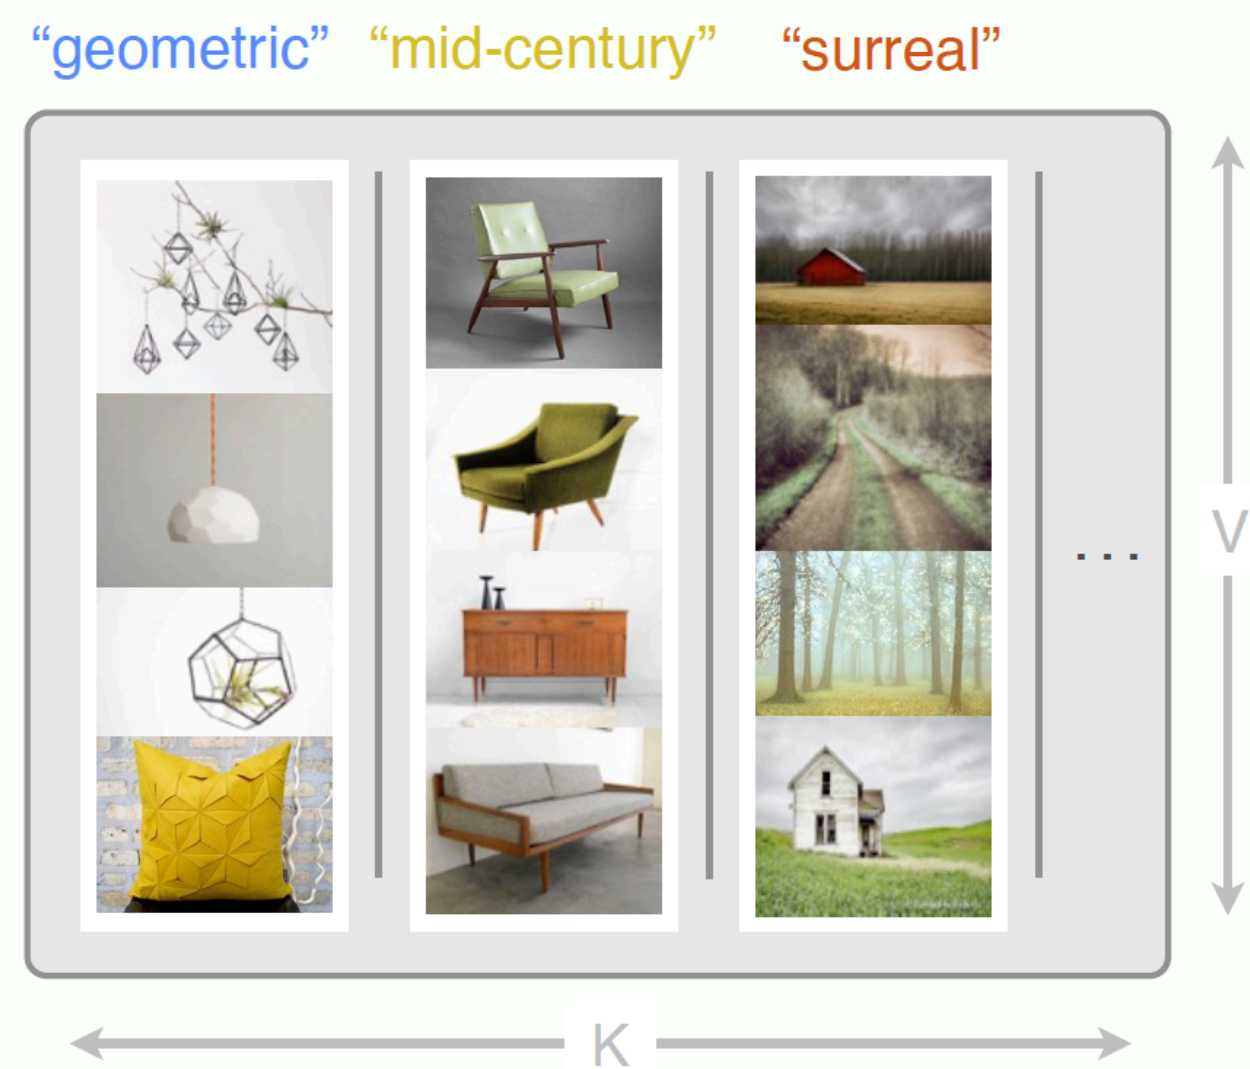 “geometric” “mid-century” “surreal”
...
V
K